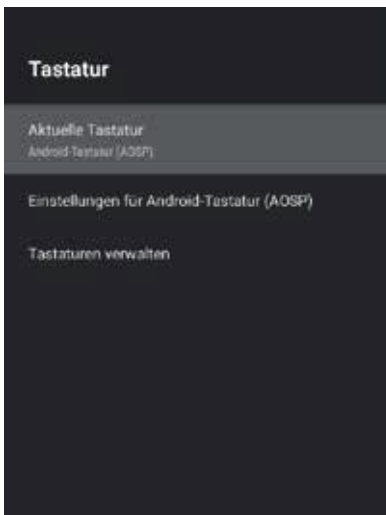 Tastatur
Aktuelle Tastatur
Android-Tastatur (AOSP)
Einstellungen für Android-Tastatur (AOSP)
Tastaturen verwalten